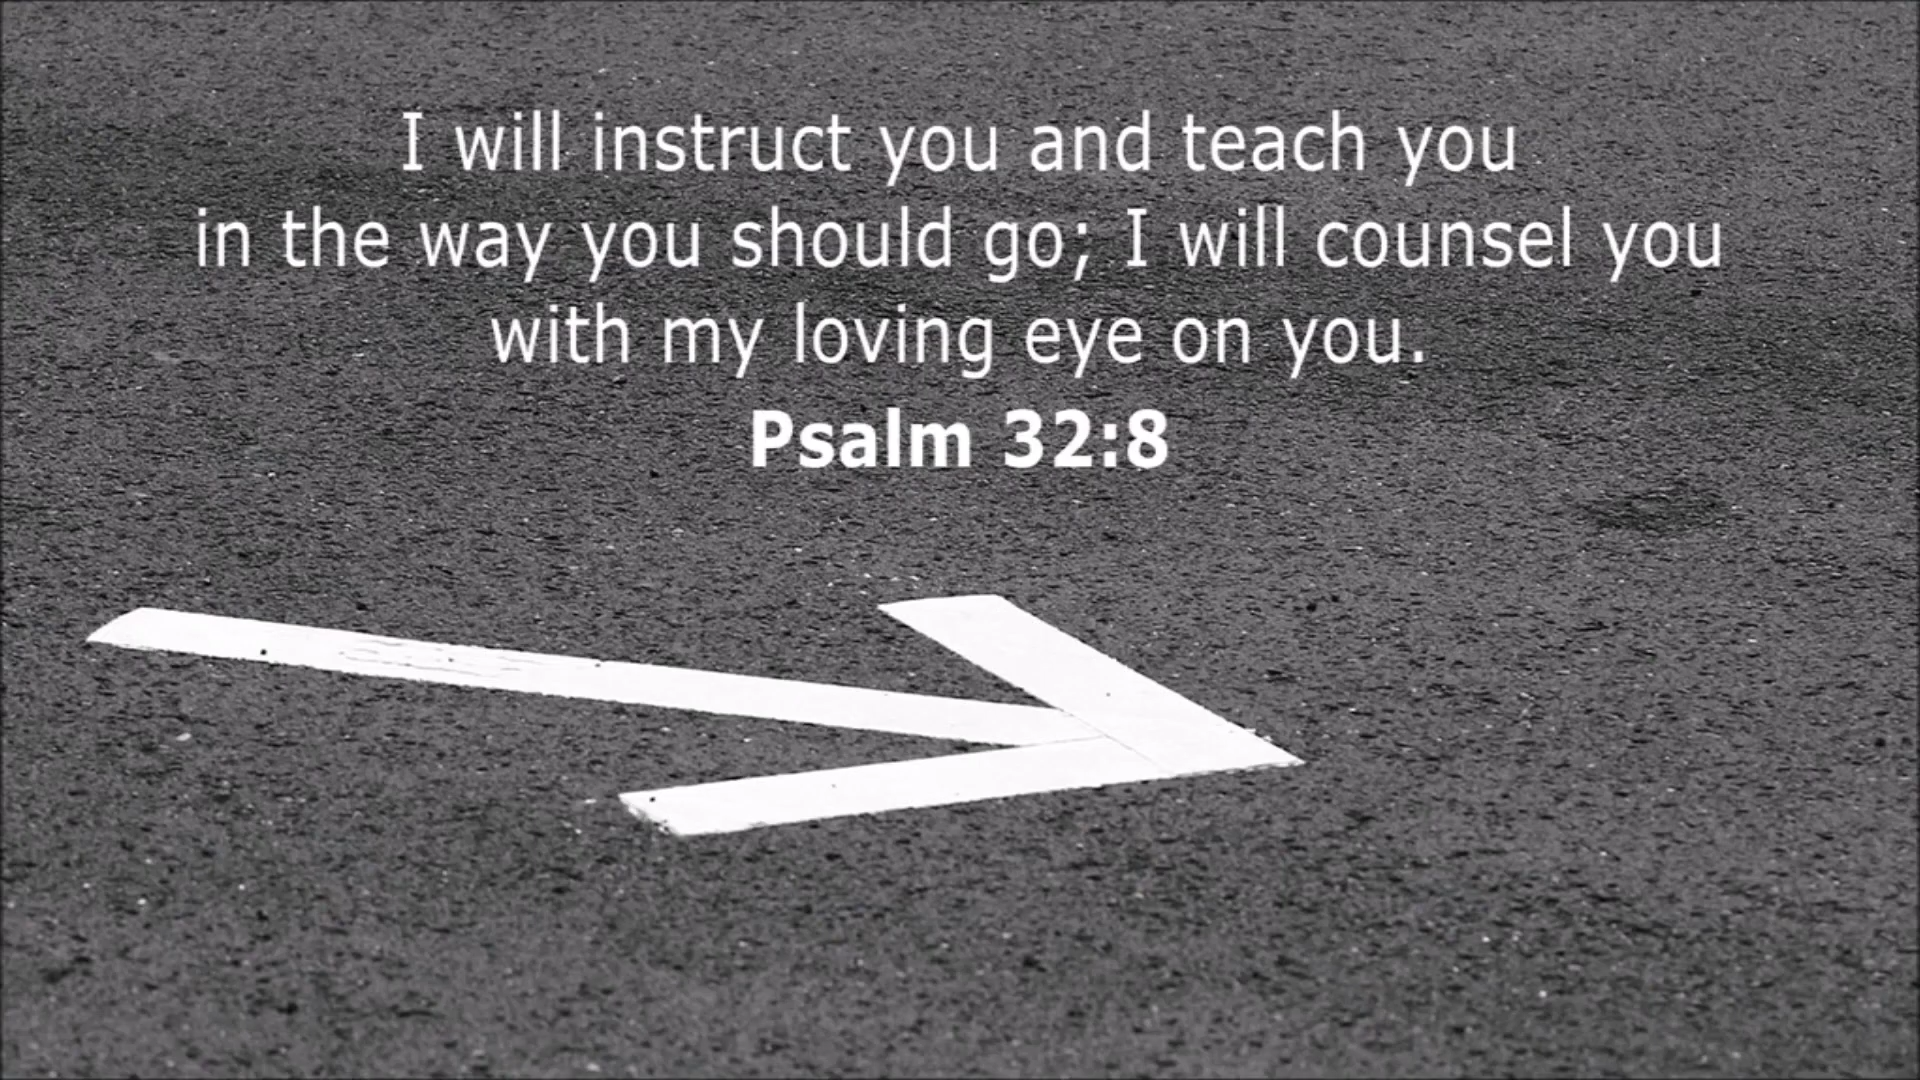 I will instruct you and teach you
in the way you should go; I will counsel you
with my loving eye on you.
Psalm 32:8